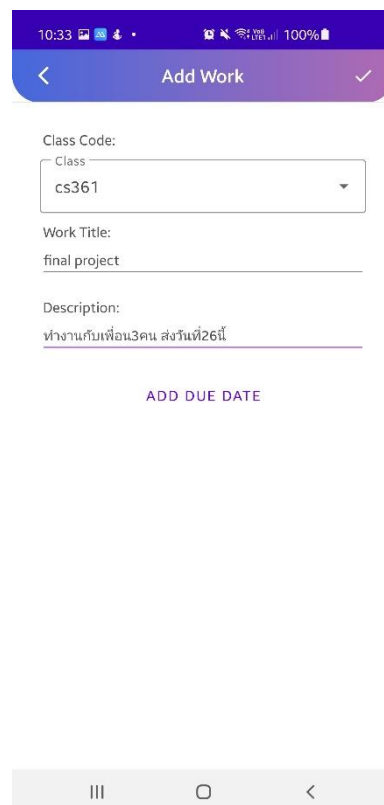 10:33 100%
Add Work
Class Code:
Class
cs361
Work Title:
final project
Description:
ทำงานกับเพื่อน3คน ส่งวันที่26นี้
ADD DUE DATE